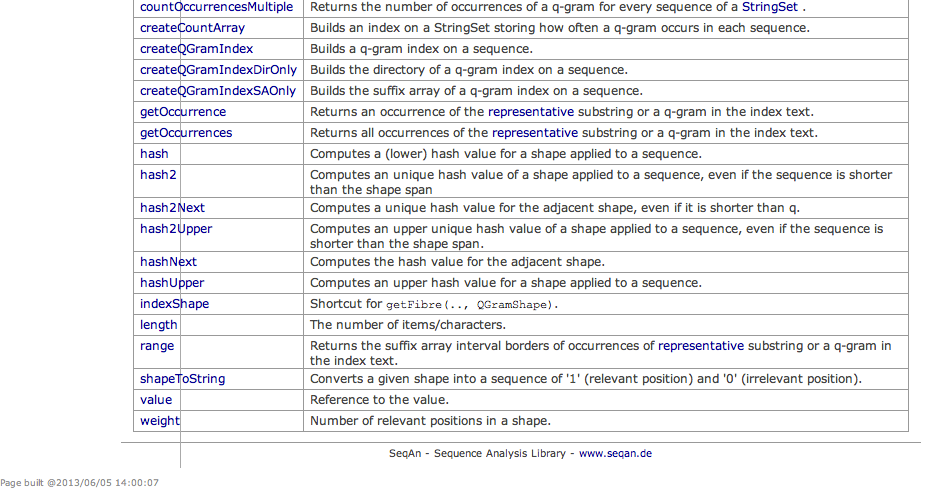 countOccurrencesMultiple Returns the number of occurrences of a q-gram for every sequence of a StringSet .
createCountArray Builds an index on a StringSet storing how often a q-gram occurs in each sequence.
createQGramIndex Builds a q-gram index on a sequence.
createQGramIndexDirOnly Builds the directory of a q-gram index on a sequence.
createQGramIndexSAOnly Builds the suffix array of a q-gram index on a sequence.
getOccurrence Returns an occurrence of the representative substring or a q-gram in the index text.
getOccurrences Returns all occurrences of the representative substring or a q-gram in the index text.
hash Computes a (lower) hash value for a shape applied to a sequence.
hash2 Computes an unique hash value of a shape applied to a sequence, even if the sequence is shorter
than the shape span
hash2Next Computes a unique hash value for the adjacent shape, even if it is shorter than q.
hash2Upper Computes an upper unique hash value of a shape applied to a sequence, even if the sequence is
shorter than the shape span.
hashNext Computes the hash value for the adjacent shape.
hashUpper Computes an upper hash value for a shape applied to a sequence.
indexShape Shortcut for getFibre(.., QGramShape).
length The number of items/characters.
range Returns the suffix array interval borders of occurrences of representative substring or a q-gram in
the index text.
shapeToString Converts a given shape into a sequence of '1' (relevant position) and '0' (irrelevant position).
value Reference to the value.
weight Number of relevant positions in a shape.
SeqAn - Sequence Analysis Library - www.seqan.de
Page built @2013/06/05 14:00:07